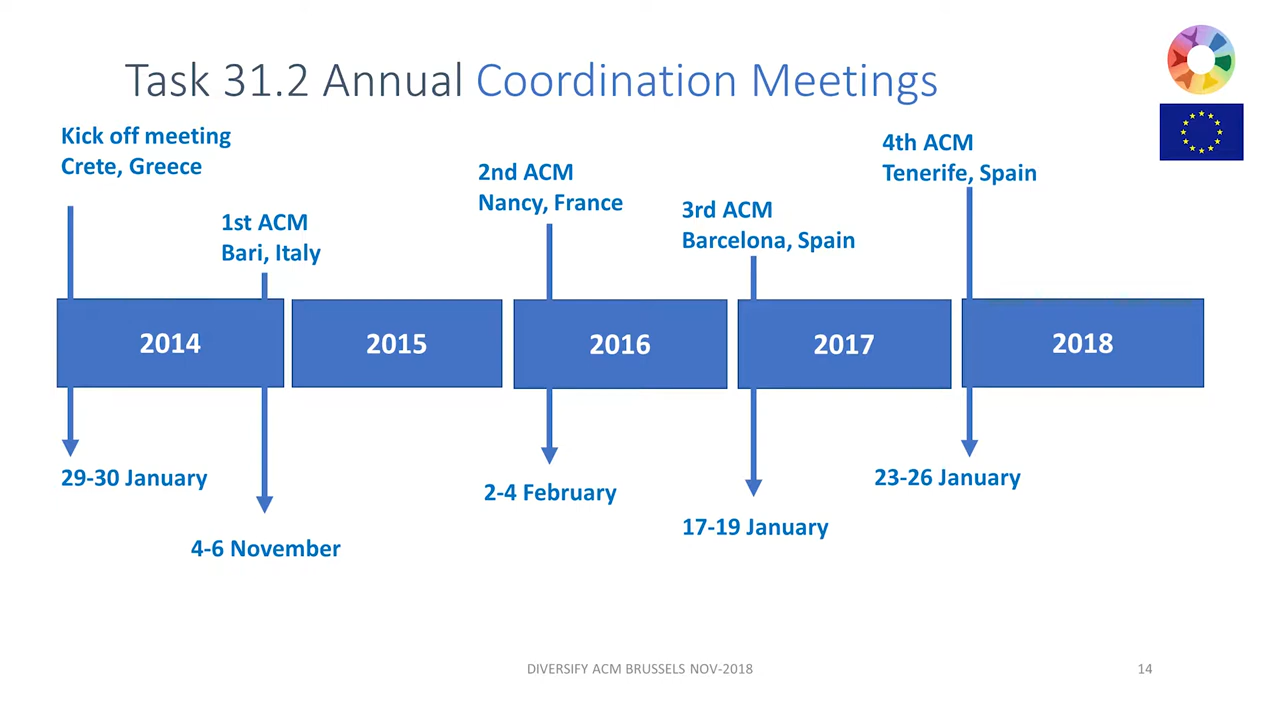 Task 31.2 Annual Coordination Meetings
Kick off meeting
Crete, Greece
1st ACM
Bari, Italy
2nd ACM
Nancy, France
3rd ACM
Barcelona, Spain
4th ACM
Tenerife, Spain
2014
2015
2016
2017
2018
29-30 January
4-6 November
2-4 February
17-19 January
23-26 January
DIVERSIFY ACM BRUSSELS NOV-2018
14